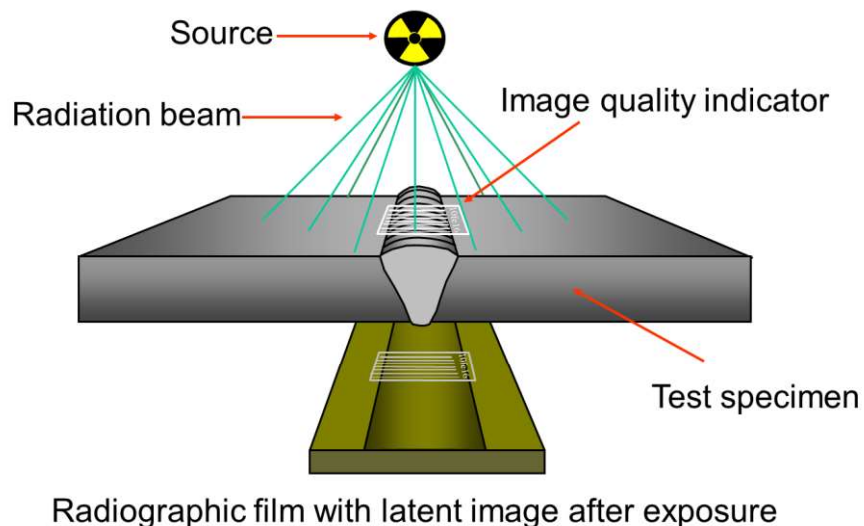 Source
Radiation beam
Image quality indicator
Test specimen
Radiographic film with latent image after exposure